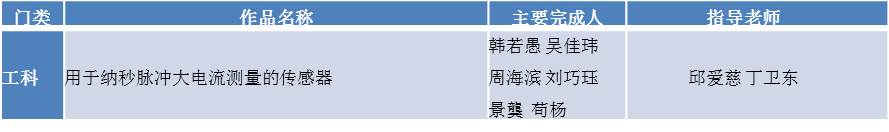 门类 作品名称 主要完成人 指导老师
韩若愚 吴佳玮
工科 用于纳秒脉冲大电流测量的传感器 周海滨 刘巧珏 邱爱慈 丁卫东
景龑 荀杨